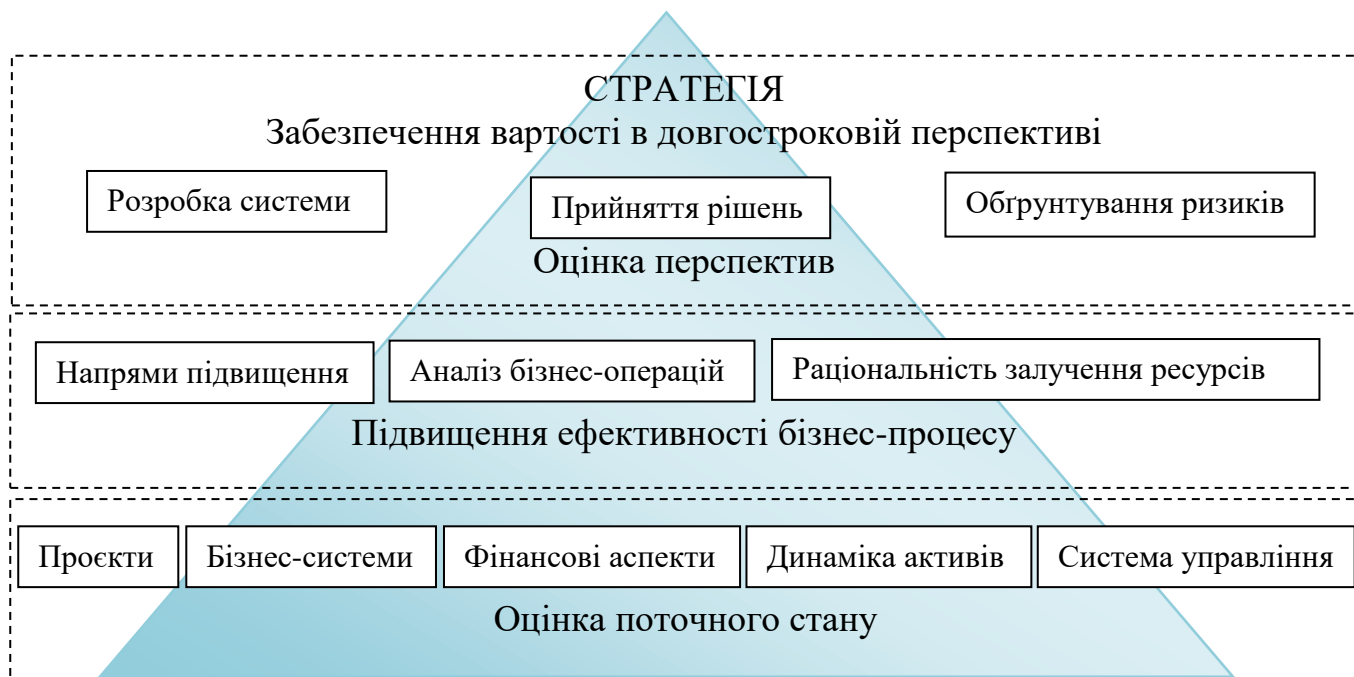 СТРАТЕГІЯ
Забезпечення вартості в довгостроковій перспективі
Розробка системи
Прийняття рішень
Обґрунтування ризиків
Оцінка перспектив
Напрями підвищення
Аналіз бізнес-операцій
Раціональність залучення ресурсів
Підвищення ефективності бізнес-процесу
Проєкти
Бізнес-системи
Фінансові аспекти
Динаміка активів
Система управління
Оцінка поточного стану